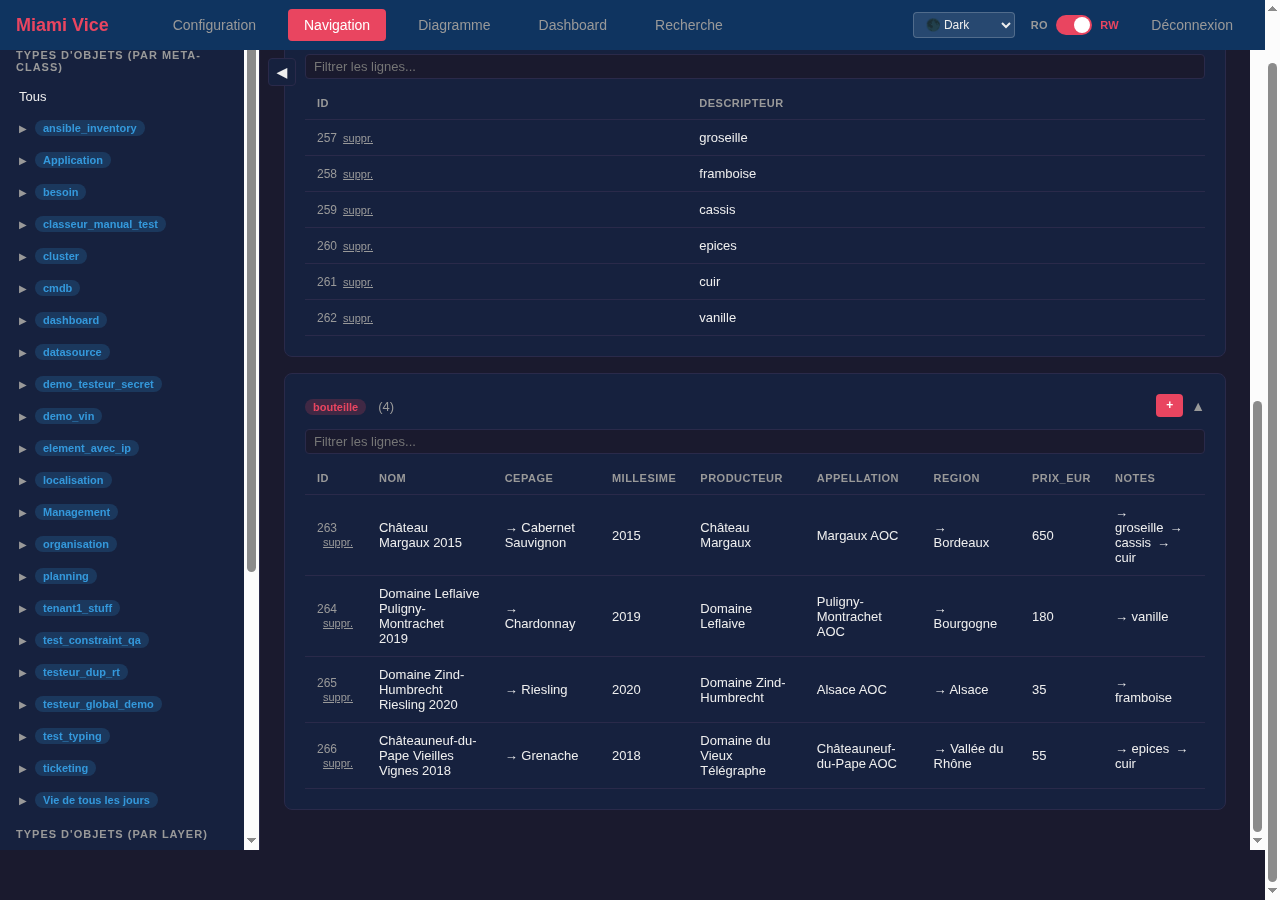 Miami Vice
Configuration
Navigation
Diagramme
Dashboard
Recherche
Dark
RO
RW
Déconnexion
TYPES D'OBJETS (PAR META-
CLASS)
Tous
▶ ansible_inventory
▶ Application
▶ besoin
▶ classeur_manual_test
▶ cluster
▶ cmdb
▶ dashboard
▶ datasource
▶ demo_testeur_secret
▶ demo_vin
▶ element_avec_ip
▶ localisation
▶ Management
▶ organisation
▶ planning
▶ tenant1_stuff
▶ test_constraint_qa
▶ testeur_dup_rt
▶ testeur_global_demo
▶ test_typing
▶ ticketing
▶ Vie de tous les jours
TYPES D'OBJETS (PAR LAYER)
◀
Filtrer les lignes...
ID DESCRIPTEUR
257 suppr. groseille
258 suppr. framboise
259 suppr. cassis
260 suppr. epices
261 suppr. cuir
262 suppr. vanille
bouteille (4)
+ ▲
Filtrer les lignes...
ID NOM CEPAGE MILLESIME PRODUCTEUR APPELLATION REGION PRIX_EUR NOTES
263
suppr.
Château
Margaux 2015
→ Cabernet
Sauvignon
2015
Château
Margaux
Margaux AOC
→
Bordeaux
650
→
groseille →
cassis →
cuir
264
suppr.
Domaine Leflaive
Puligny-
Montrachet
2019
→
Chardonnay
2019
Domaine
Leflaive
Puligny-
Montrachet
AOC
→
Bourgogne
180
→ vanille
265
suppr.
Domaine Zind-
Humbrecht
Riesling 2020
→ Riesling
2020
Domaine Zind-
Humbrecht
Alsace AOC
→ Alsace
35
→
framboise
266
suppr.
Châteauneuf-du-
Pape Vieilles
Vignes 2018
→ Grenache
2018
Domaine du
Vieux
Télégraphe
Châteauneuf-
du-Pape AOC
→ Vallée du
Rhône
55
→ epices →
cuir